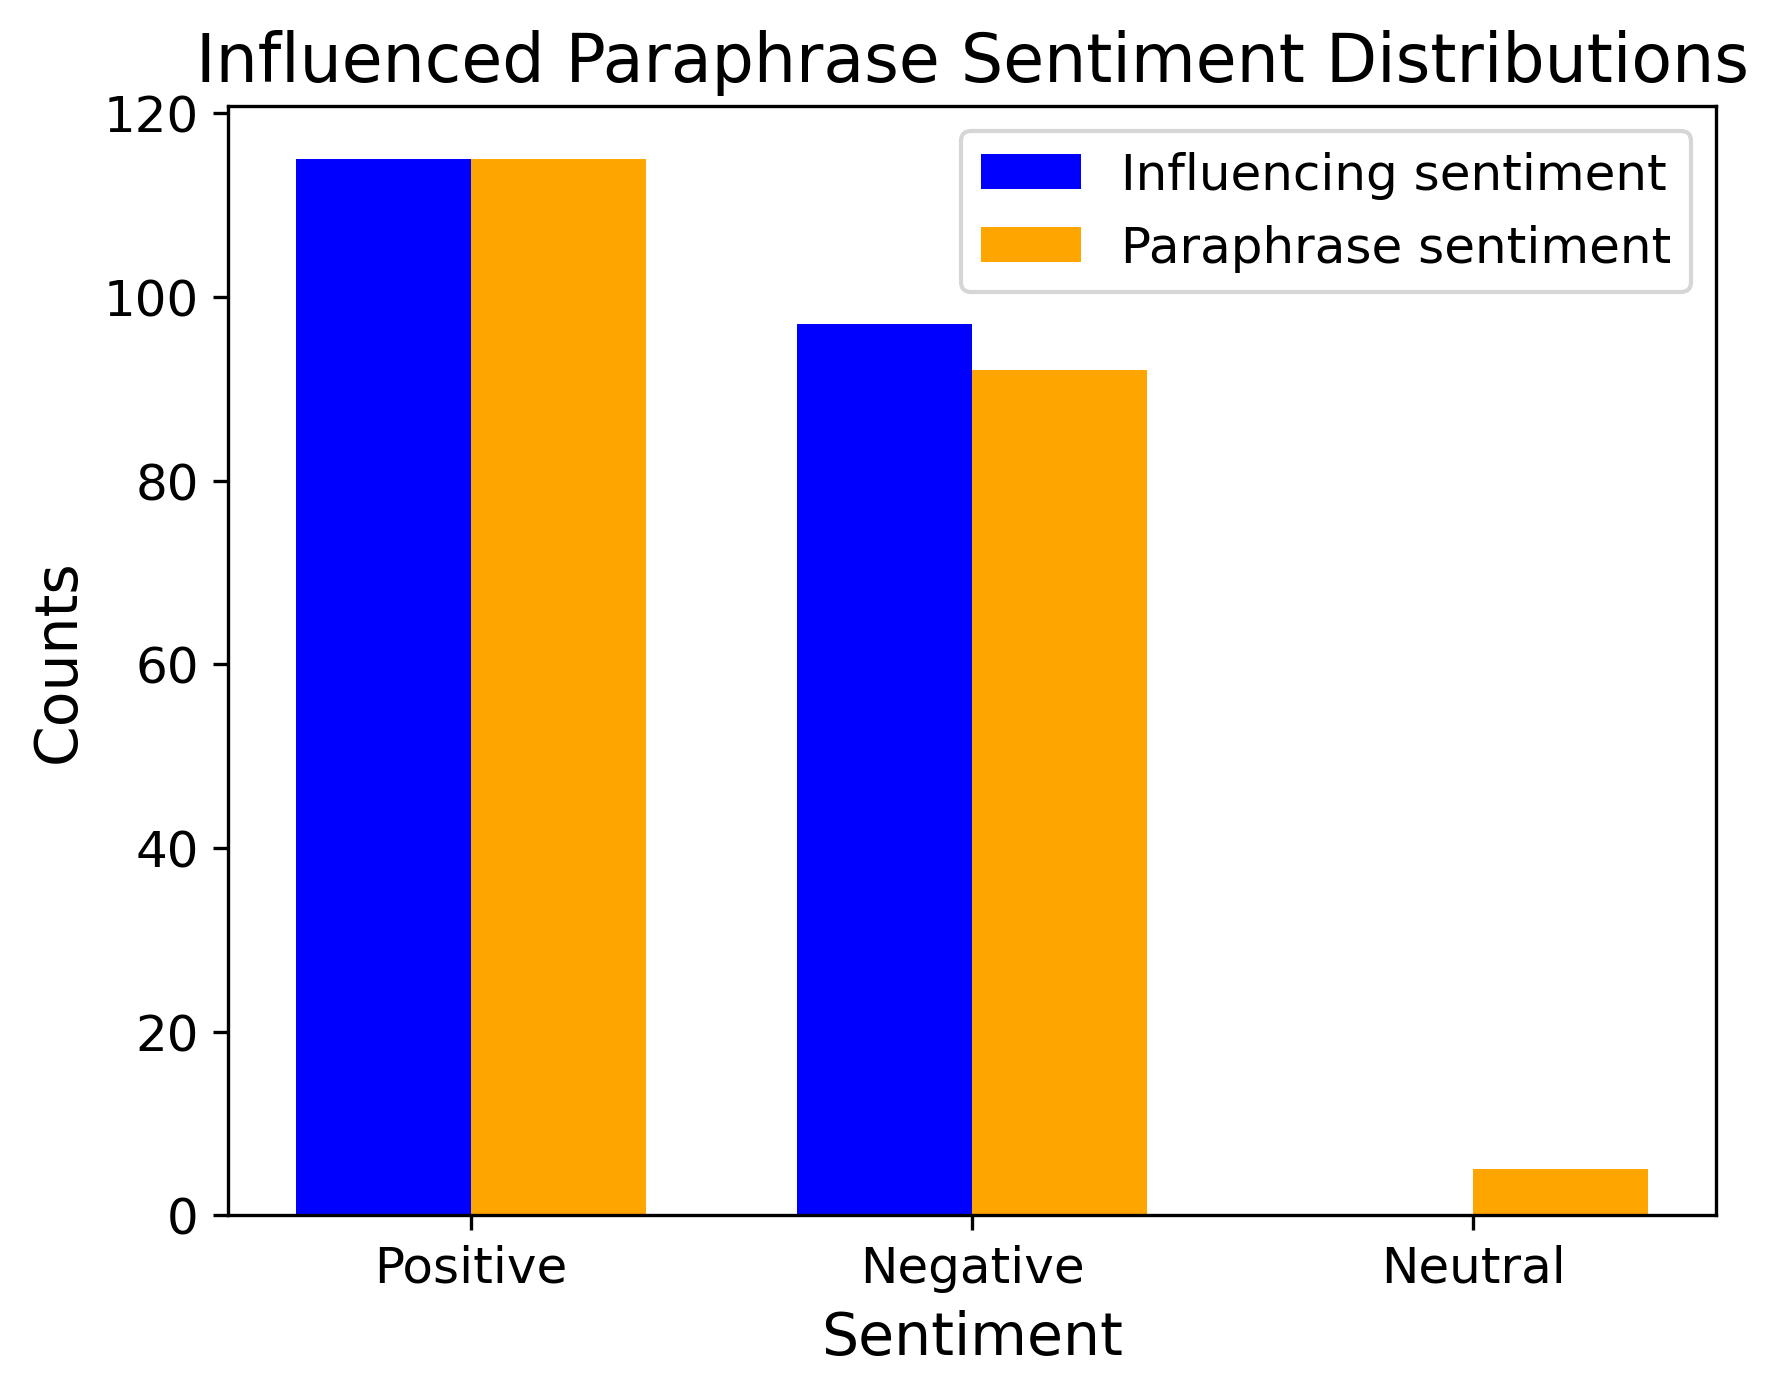 Influenced Paraphrase Sentiment Distributions
Influencing sentiment
Paraphrase sentiment
Counts
120
100
80
60
40
20
0
Positive Negative Neutral
Sentiment